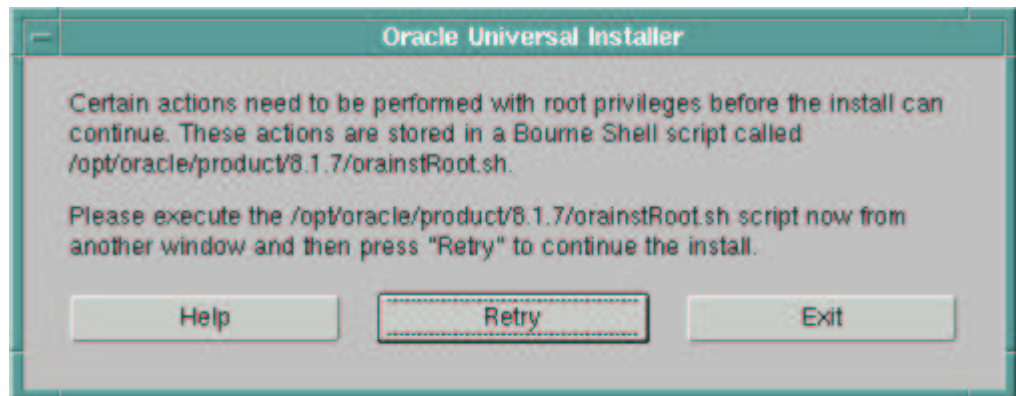 Oracle Universal Installer
Certain actions need to be performed with root privileges before the install can
continue. These actions are stored in a Bourne Shell script called
/opt/oracle/product/8.1.7/orainstRoot.sh.
Please execute the /opt/oracle/product/8.1.7/orainstRoot.sh script now from
another window and then press "Retry" to continue the install.
Help
Retry
Exit